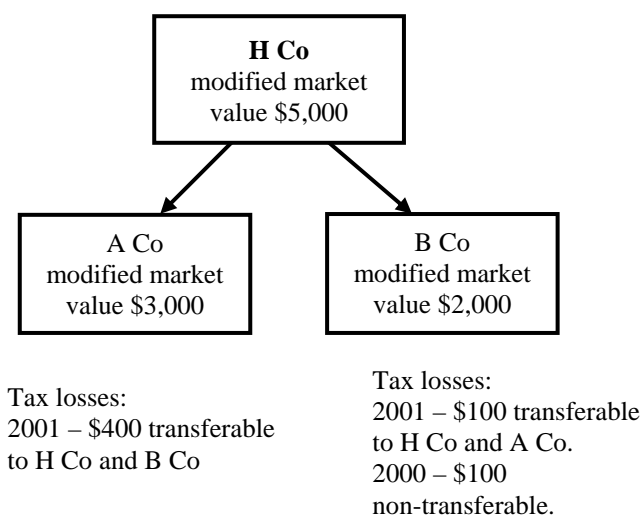 H Co
modified market
value $5,000
A Co
modified market
value $3,000
B Co
modified market
value $2,000
Tax losses:
2001 – $400 transferable
to H Co and B Co
Tax losses:
2001 – $100 transferable
to H Co and A Co.
2000 – $100
non-transferable.